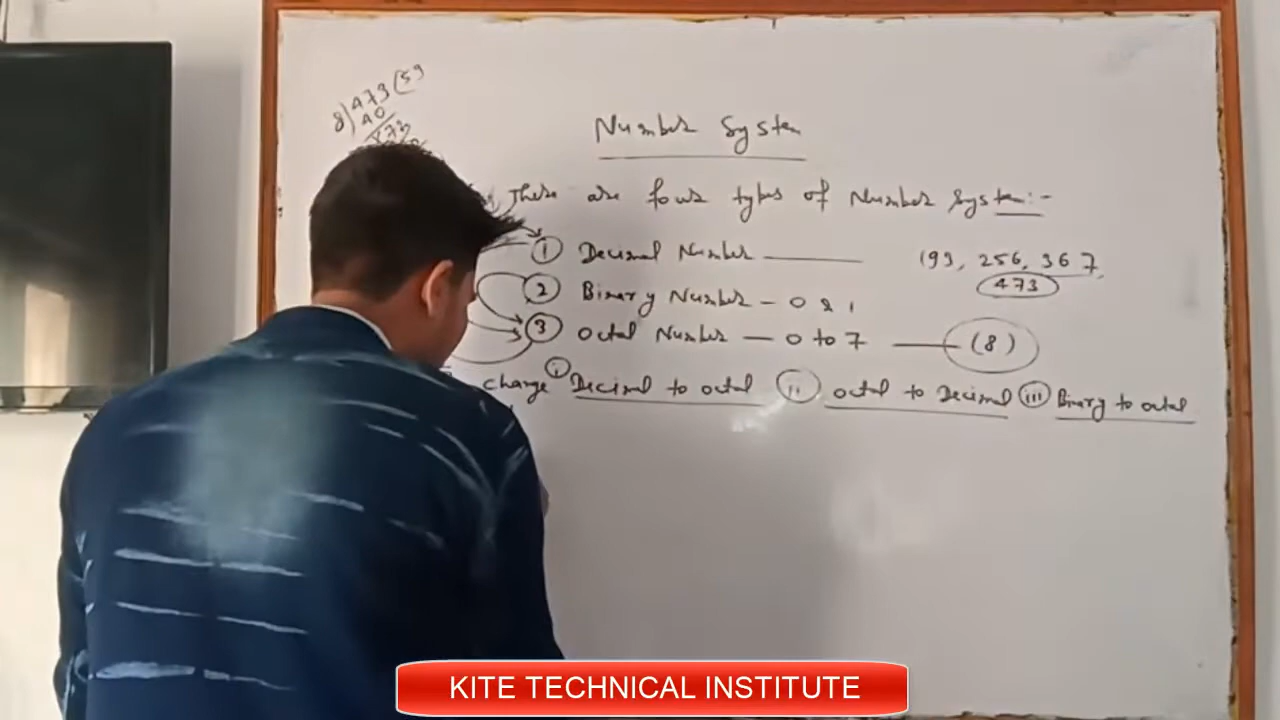 8)473(59
40
73
Number System
There are four types of Number System:-
① Decimal Number —— 193, 256, 367,
473
② Binary Number - 0 & 1
③ Octal Number — 0 to 7 —— (8)
change (i) Decimal to octal (ii) octal to Decimal (iii) Binary to octal
KITE TECHNICAL INSTITUTE